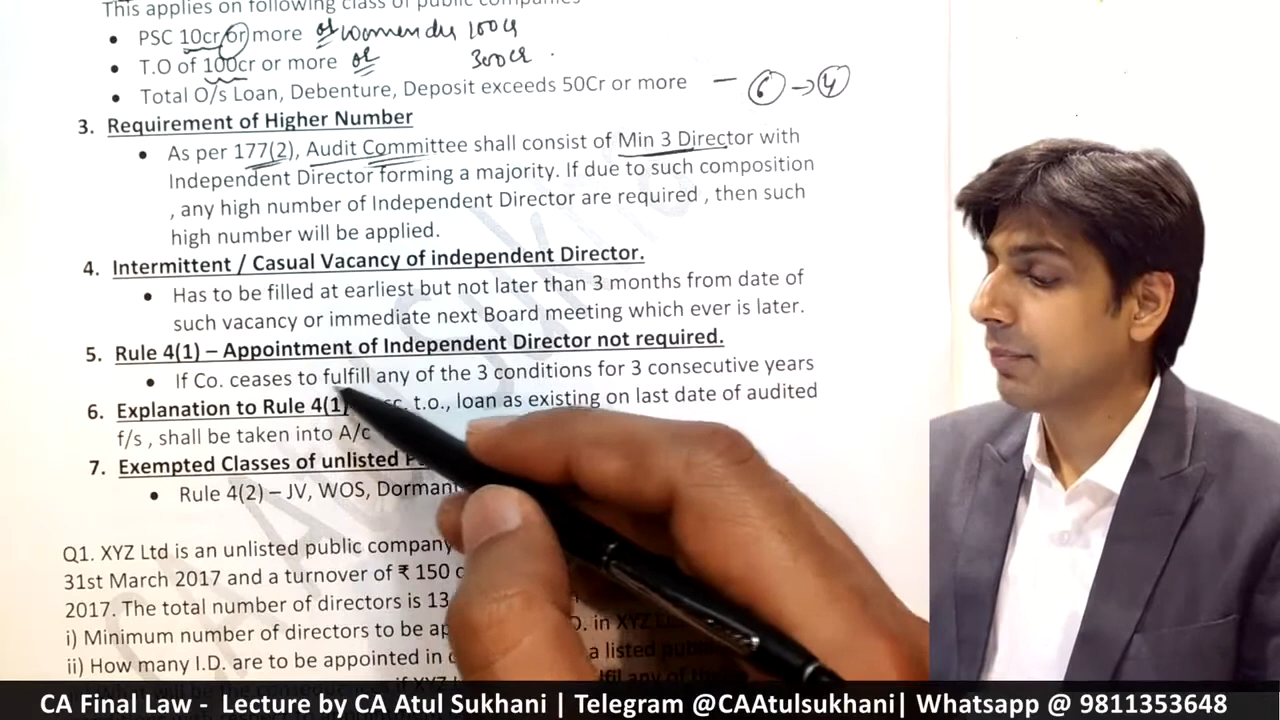 This applies on following class of public companies
• PSC 10cr or more or women dir 100cr
• T.O of 100cr or more or 300cr.
• Total O/s Loan, Debenture, Deposit exceeds 50Cr or more – 6 → 4
3. Requirement of Higher Number
• As per 177(2), Audit Committee shall consist of Min 3 Director with
Independent Director forming a majority. If due to such composition
, any high number of Independent Director are required , then such
high number will be applied.
4. Intermittent / Casual Vacancy of independent Director.
• Has to be filled at earliest but not later than 3 months from date of
such vacancy or immediate next Board meeting which ever is later.
5. Rule 4(1) – Appointment of Independent Director not required.
• If Co. ceases to fulfill any of the 3 conditions for 3 consecutive years
6. Explanation to Rule 4(1) t.o., loan as existing on last date of audited
f/s , shall be taken into A/c
7. Exempted Classes of unlisted
• Rule 4(2) – JV, WOS, Dormant
Q1. XYZ Ltd is an unlisted public company
31st March 2017 and a turnover of ₹ 150
2017. The total number of directors is 13
i) Minimum number of directors to be in XYZ
ii) How many I.D. are to be appointed in a listed
CA Atul Sukhani
CA Final Law - Lecture by CA Atul Sukhani | Telegram @CAAtulsukhani| Whatsapp @ 9811353648